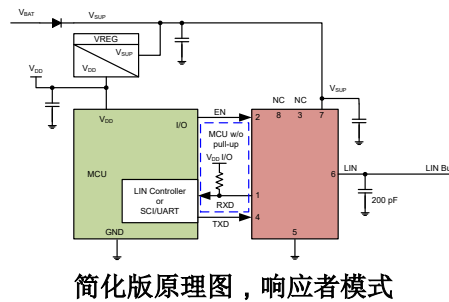 VBAT
VSUP
VREG
VSUP
VDD
VDD
VSUP
NC NC
EN
8 3 7
VDD
I/O
2
MCU w/o
pull-up
VDD I/O
MCU
6
LIN
LIN Bu
LIN Controller
or
SCI/UART
1
RXD
200 pF
4
TXD
GND
5
简化版原理图，响应者模式